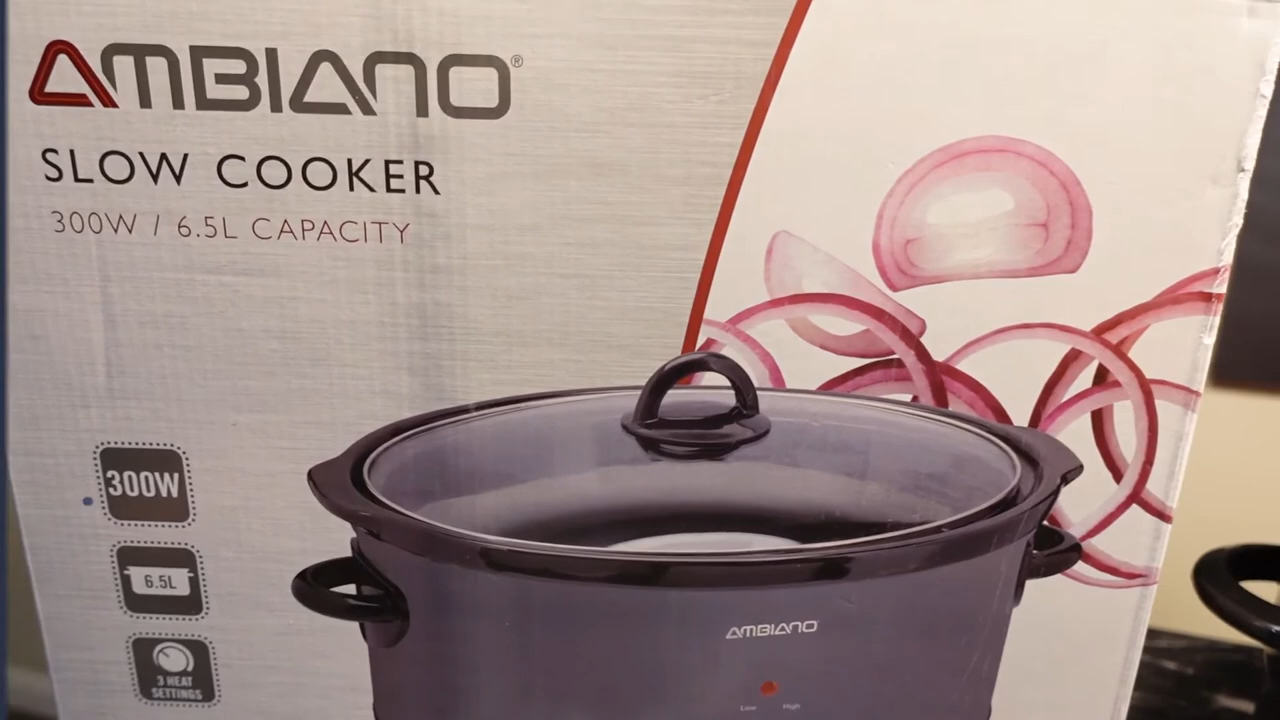 AMBIANO®
SLOW COOKER
300W / 6.5L CAPACITY
300W
6.5L
3 HEAT
SETTINGS
AMBIANO
Low High